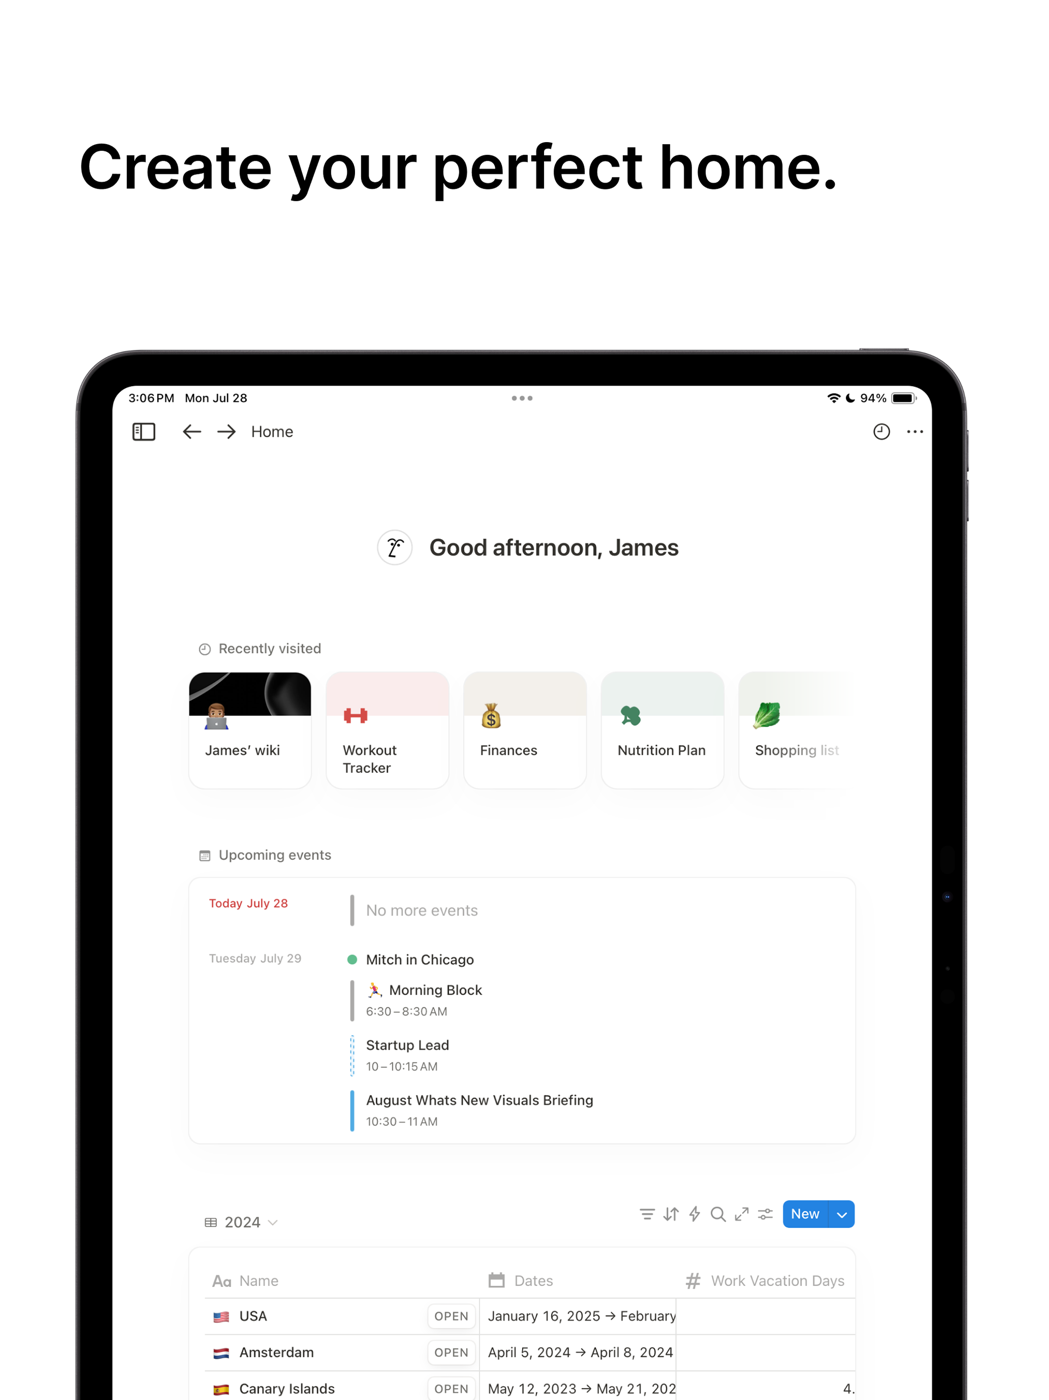 Create your perfect home.
3:06 PM Mon Jul 28
94%
Home
Good afternoon, James
Recently visited
James’ wiki
Workout
Tracker
Finances
Nutrition Plan
Shopping list
Upcoming events
Today July 28
No more events
Tuesday July 29
Mitch in Chicago
Morning Block
6:30 – 8:30 AM
Startup Lead
10 – 10:15 AM
August Whats New Visuals Briefing
10:30 – 11 AM
2024
New
Aa Name Dates # Work Vacation Days
USA OPEN January 16, 2025 → February
Amsterdam OPEN April 5, 2024 → April 8, 2024
Canary Islands OPEN May 12, 2023 → May 21, 202 4.